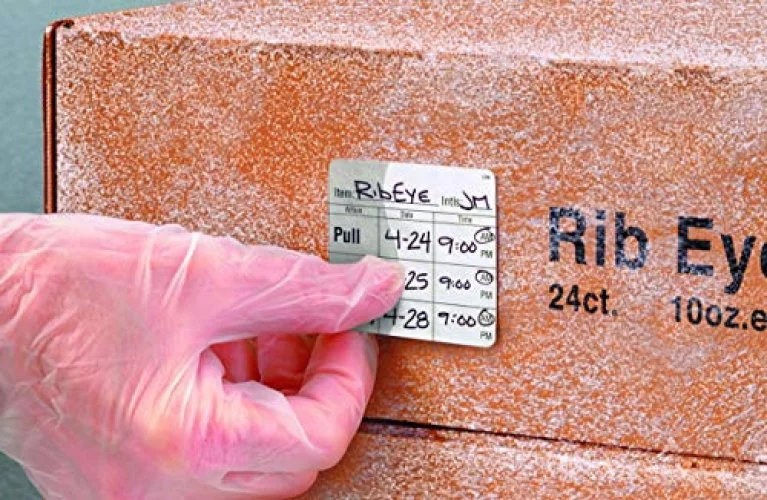 Item: RibEYE Intls JM
Action Date Time
Pull 4-24 9:00 AM PM
25 9:00 AM PM
4-28 9:00 AM PM
Rib Eye
24ct. 10oz.e